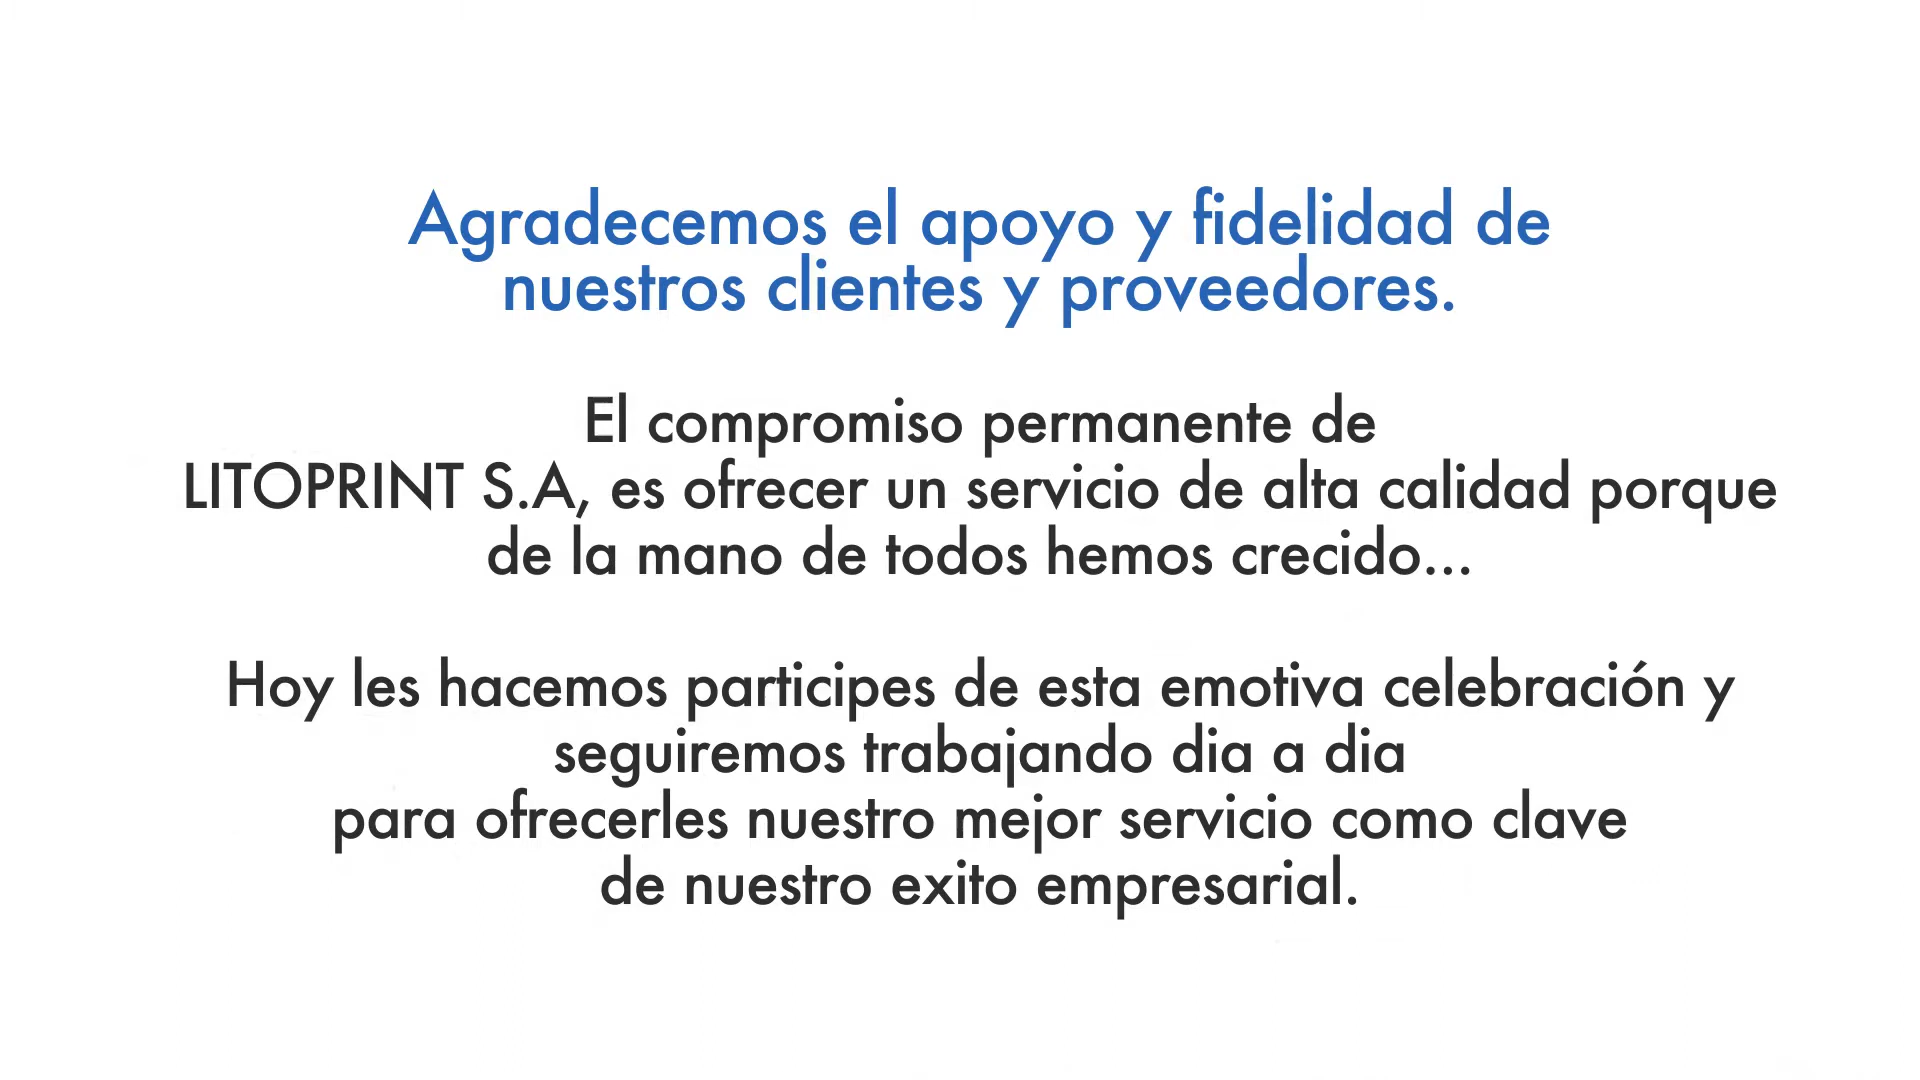 Agradecemos el apoyo y fidelidad de
nuestros clientes y proveedores.
El compromiso permanente de
LITOPRINT S.A, es ofrecer un servicio de alta calidad porque
de la mano de todos hemos crecido...
Hoy les hacemos participes de esta emotiva celebración y
seguiremos trabajando dia a dia
para ofrecerles nuestro mejor servicio como clave
de nuestro exito empresarial.